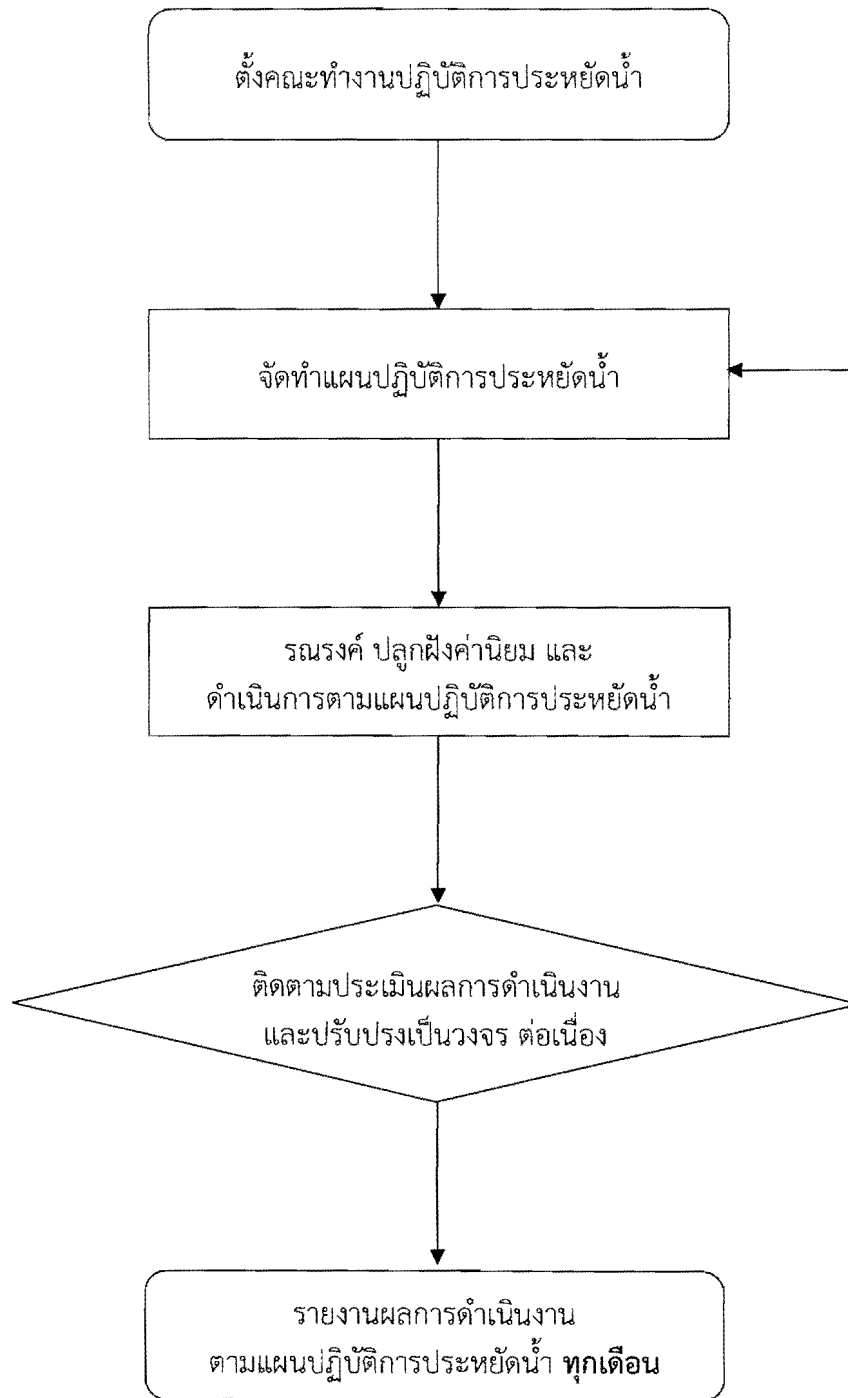 ตั้งคณะทำงานปฏิบัติการประหยัดน้ำ
จัดทำแผนปฏิบัติการประหยัดน้ำ
รณรงค์ ปลูกฝังค่านิยม และ
ดำเนินการตามแผนปฏิบัติการประหยัดน้ำ
ติดตามประเมินผลการดำเนินงาน
และปรับปรุงเป็นวงจร ต่อเนื่อง
รายงานผลการดำเนินงาน
ตามแผนปฏิบัติการประหยัดน้ำ ทุกเดือน